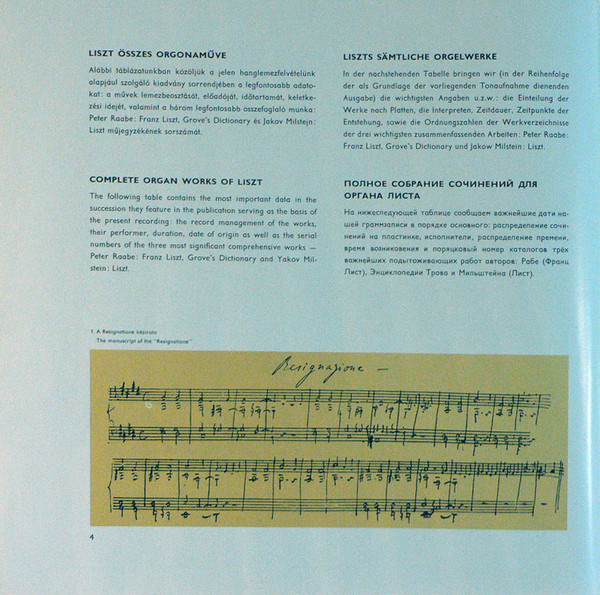 LISZT ÖSSZES ORGONAMŰVE
Alábbi táblázatunkban közöljük a jelen hanglemezfelvételünk
alapjául szolgáló kiadvány sorrendjében a legfontosabb adato-
kat: a művek lemezbeosztását, előadóját, időtartamát, keletke-
zési idejét, valamint a három legfontosabb összefoglaló munka:
Peter Raabe: Franz Liszt, Grove's Dictionary és Jakov Milstein:
Liszt műjegyzékének sorszámát.
LISZTS SÄMTLICHE ORGELWERKE
In der nachstehenden Tabelle bringen wir (in der Reihenfolge
der als Grundlage der vorliegenden Tonaufnahme dienenden
Ausgabe) die wichtigsten Angaben u.z.w.: die Einteilung der
Werke nach Platten, die Interpreten, Zeitdauer, Zeitpunkte der
Entstehung, sowie die Ordnungszahlen der Werkverzeichnisse
der drei wichtigsten zusammenfassenden Arbeiten: Peter Raabe:
Franz Liszt, Grove's Dictionary und Jakow Milstein: Liszt.
COMPLETE ORGAN WORKS OF LISZT
The following table contains the most important data in the
succession they feature in the publication serving as the basis of
the present recording: the record management of the works,
their performer, duration, date of origin as well as the serial
numbers of the three most significant comprehensive works —
Peter Raabe: Franz Liszt, Grove's Dictionary and Yakov Mil-
stein: Liszt.
ПОЛНОЕ СОБРАНИЕ СОЧИНЕНИЙ ДЛЯ
ОРГАНА ЛИСТА
На нижеследующей таблице сообщаем важнейшие даты на-
шей граммзаписи в порядке основного: распределение сочи-
нений на пластинке, исполнители, распределение премени,
время возникновения и порядковый номер каталогов трёх
важнейших подытоживающих работ авторов: Рабе (Франц
Лист), Энциклопедии Трова и Мильштейна (Лист).
1. A Resignazione kézirata
The manuscript of the "Resignazione"
Resignazione —
4